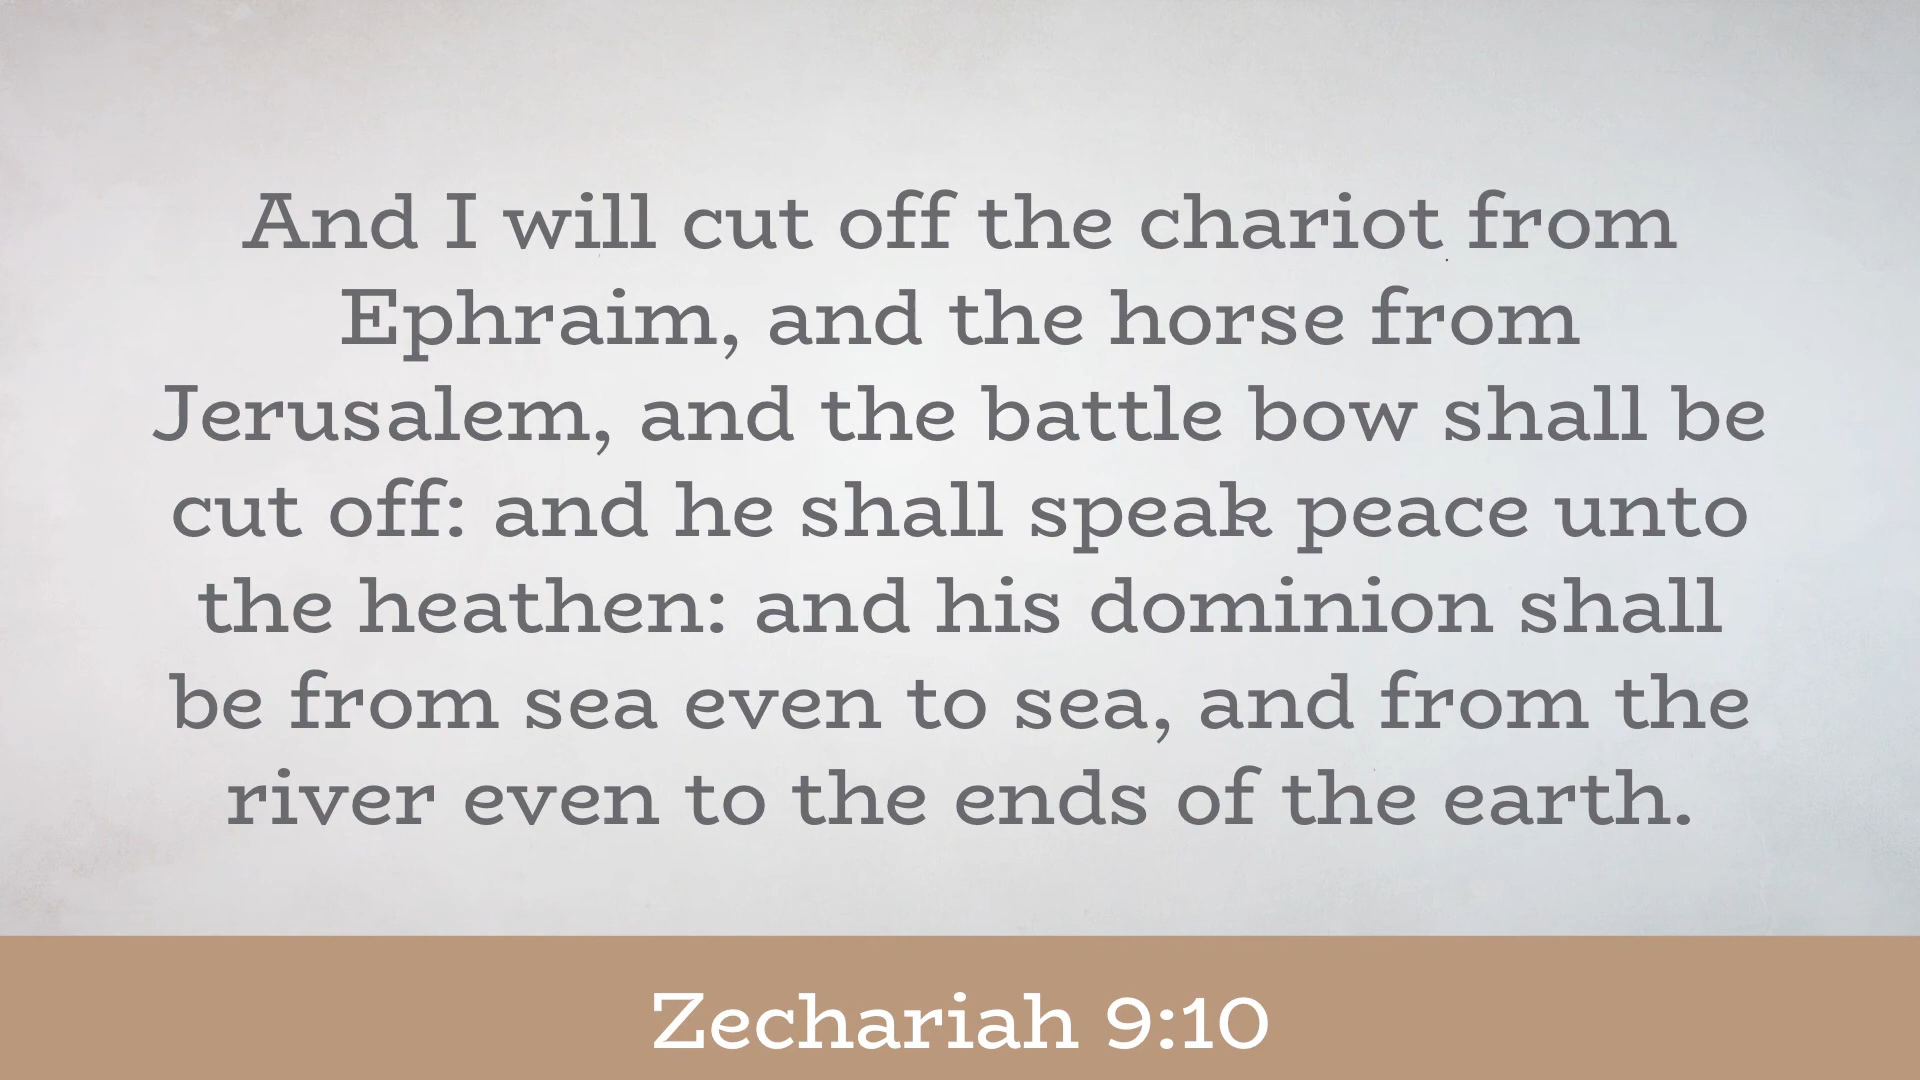 And I will cut off the chariot from
Ephraim, and the horse from
Jerusalem, and the battle bow shall be
cut off: and he shall speak peace unto
the heathen: and his dominion shall
be from sea even to sea, and from the
river even to the ends of the earth.
Zechariah 9:10